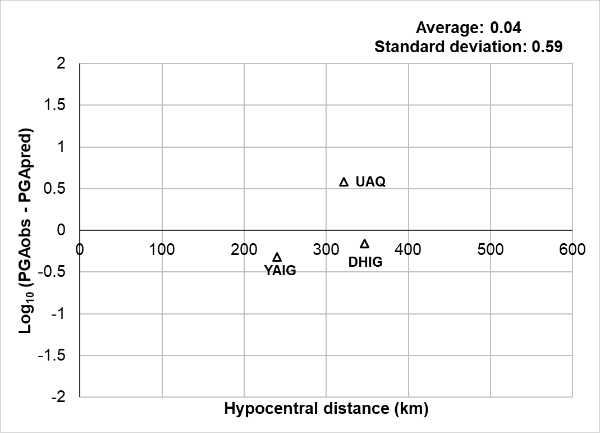 Average: 0.04
Standard deviation: 0.59
2
1.5
1
0.5
0
-0.5
-1
-1.5
-2
0 100 200 300 400 500 600
UAQ
YAIG
DHIG
Log₁₀ (PGAobs - PGApred)
Hypocentral distance (km)